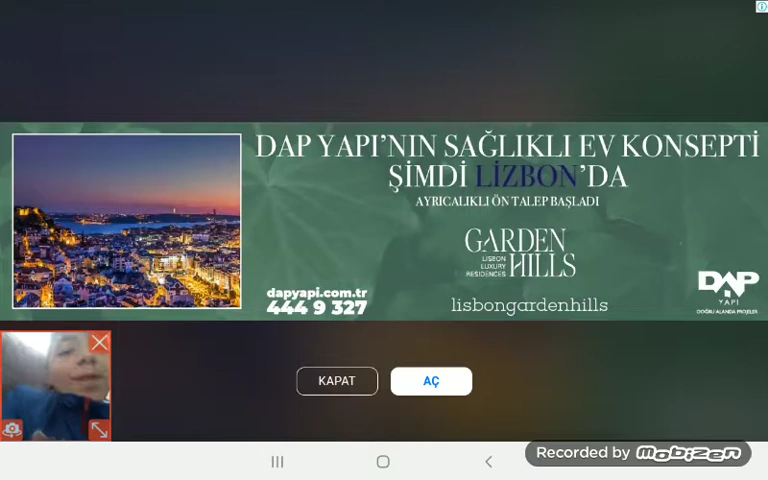 DAP YAPI'NIN SAĞLIKLI EV KONSEPTİ
ŞİMDİ LİZBON'DA
AYRICALIKLI ÖN TALEP BAŞLADI
GARDEN
LISBON
LUXURY
RESIDENCES
HILLS
dapyapi.com.tr
444 9 327
lisbongardenhills
DAP
YAPI
DOĞRU ALANDA PROJELER
KAPAT
AÇ
Recorded by MOBIZEN